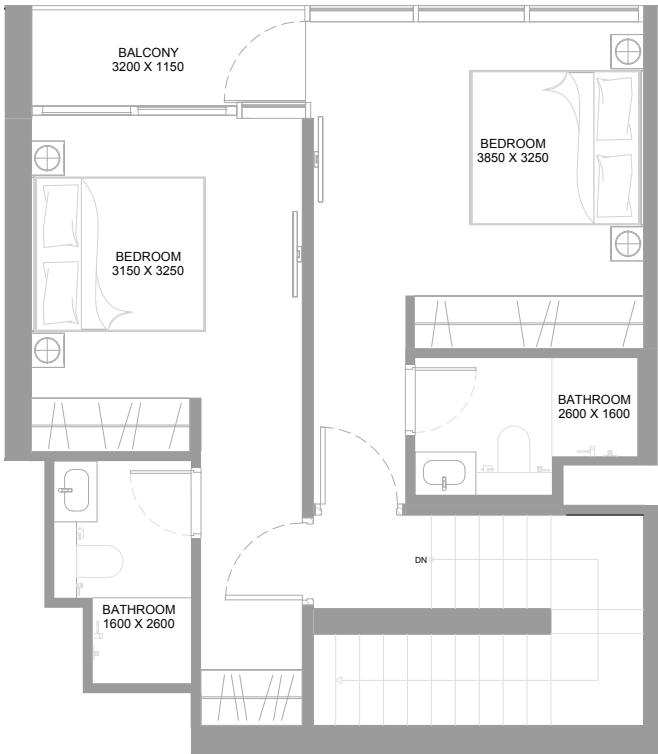 BALCONY
3200 X 1150
BEDROOM
3850 X 3250
BEDROOM
3150 X 3250
BATHROOM
2600 X 1600
DN
BATHROOM
1600 X 2600